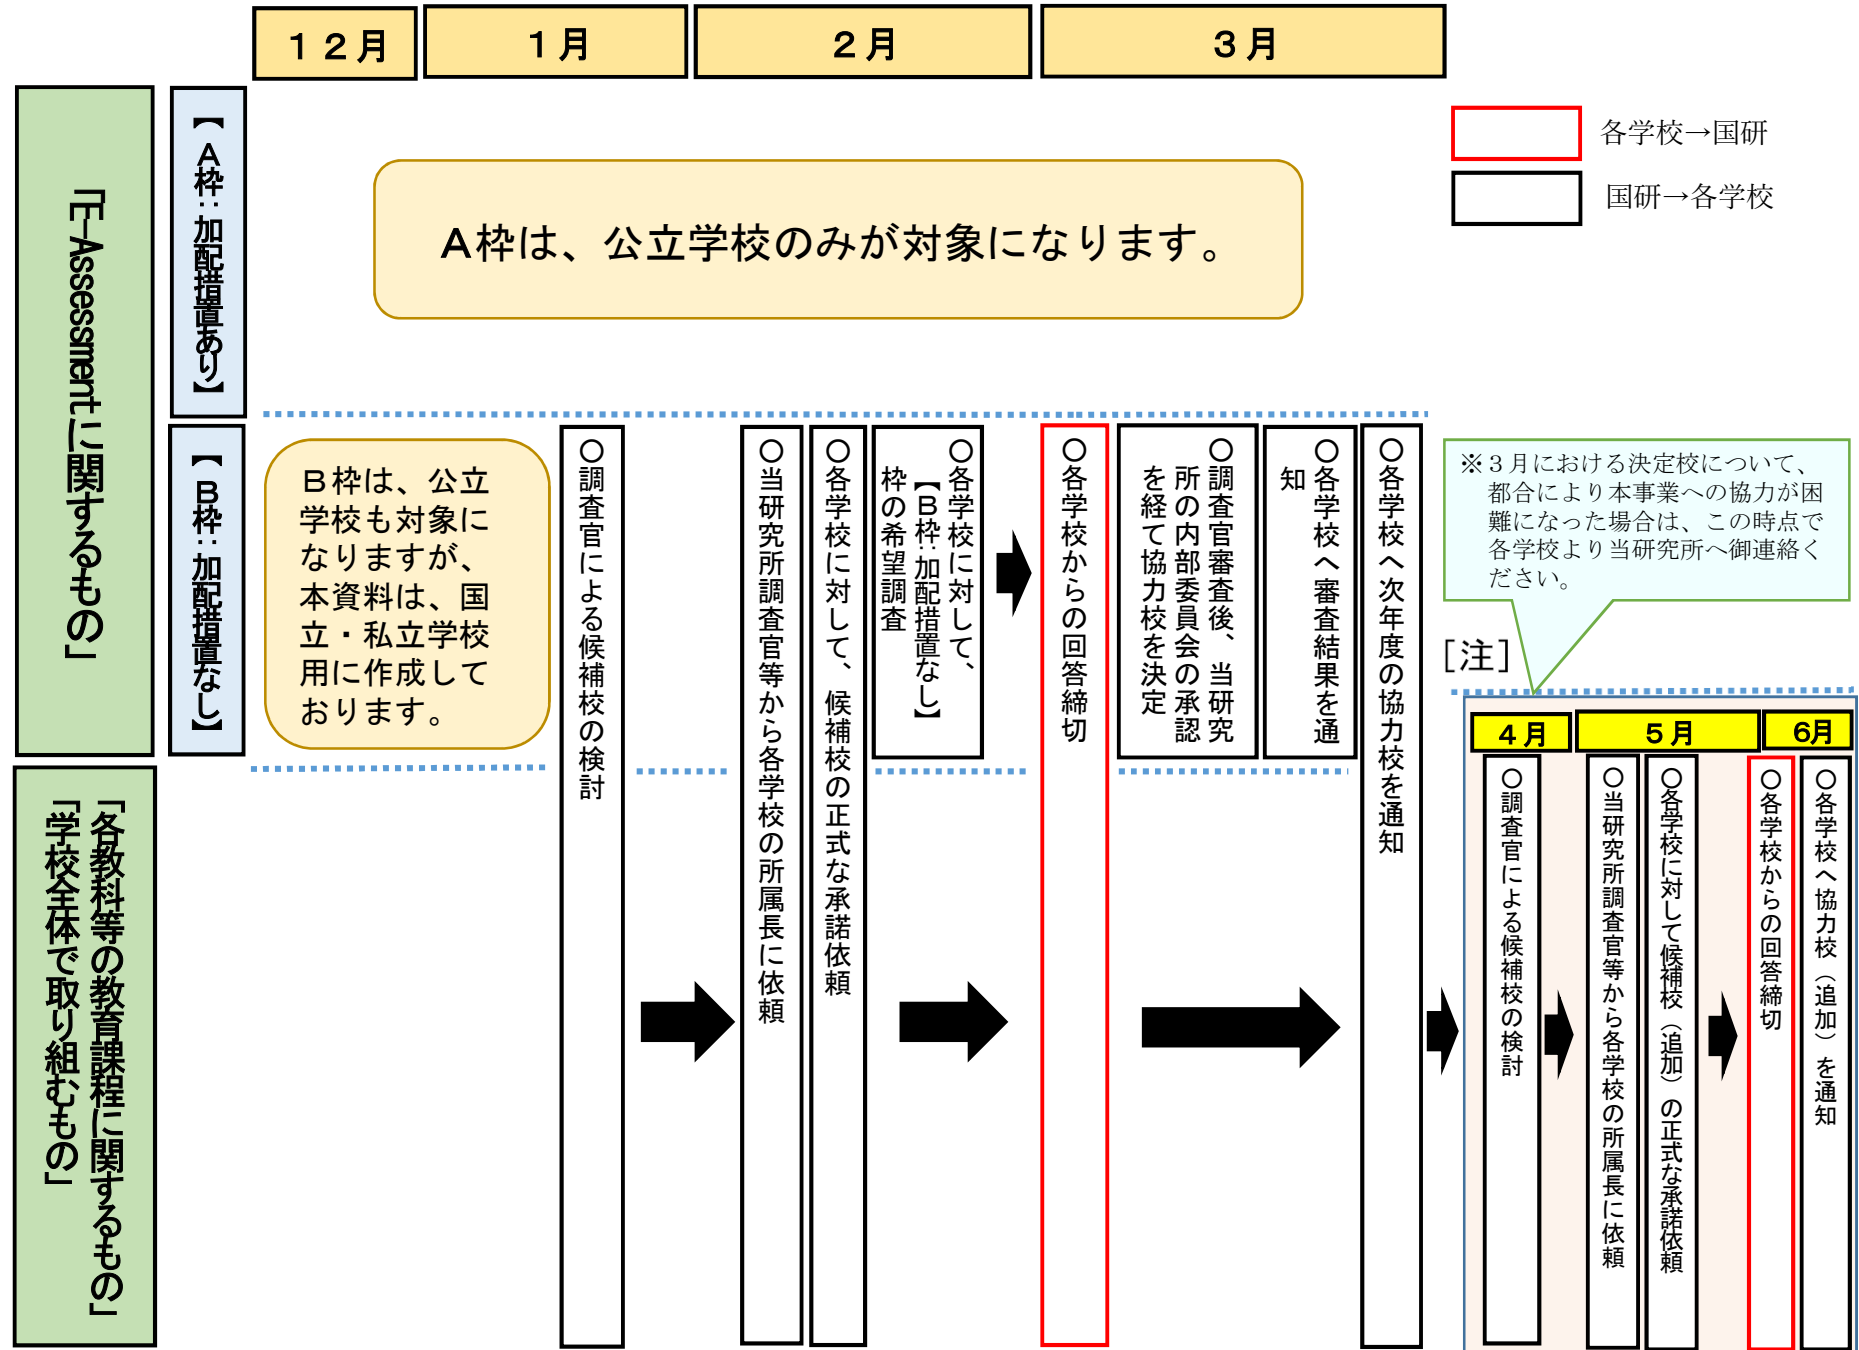 １２月
１月
２月
３月
各学校→国研
国研→各学校
「E-Assessmentに関するもの」
【A枠：加配措置あり】
A枠は、公立学校のみが対象になります。
【B枠：加配措置なし】
B枠は、公立
学校も対象に
なりますが、
本資料は、国
立・私立学校
用に作成して
おります。
○調査官による候補校の検討
○当研究所調査官等から各学校の所属長に依頼
○各学校に対して、候補校の正式な承諾依頼
○各学校に対して、
【B枠：加配措置なし】
枠の希望調査
○各学校からの回答締切
○調査官審査後、当研究
所の内部委員会の承認
を経て協力校を決定
○各学校へ審査結果を通
知
○各学校へ次年度の協力校を通知
※３月における決定校について、
都合により本事業への協力が困
難になった場合は、この時点で
各学校より当研究所へ御連絡く
ださい。
［注］
４月
５月
６月
○調査官による候補校の検討
○当研究所調査官等から各学校の所属長に依頼
○各学校に対して候補校（追加）の正式な承諾依頼
○各学校からの回答締切
○各学校へ協力校（追加）を通知
「各教科等の教育課程に関するもの」
「学校全体で取り組むもの」